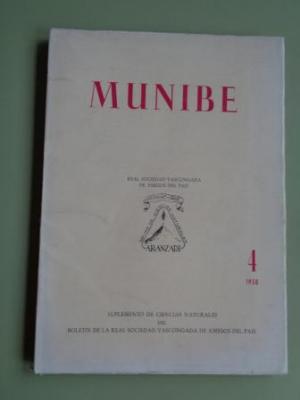 MUNIBE
REAL SOCIEDAD VASCONGADA
DE AMIGOS DEL PAIS
ARANZADI
4
1958
SUPLEMENTO DE CIENCIAS NATURALES
DEL
BOLETIN DE LA REAL SOCIEDAD VASCONGADA DE AMIGOS DEL PAIS